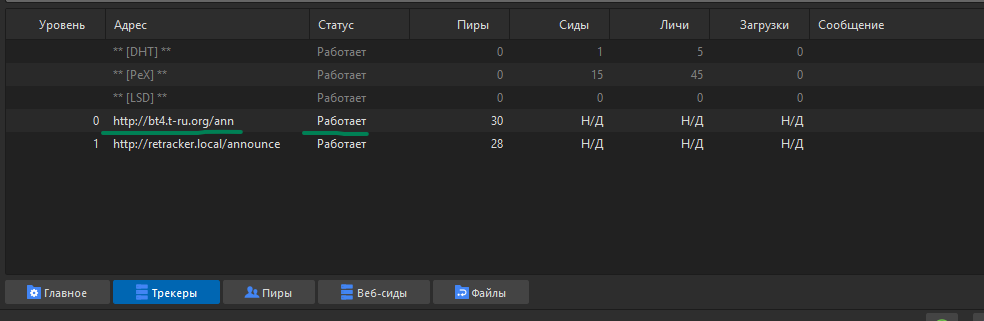 Уровень Адрес Статус Пиры Сиды Личи Загрузки Сообщение
** [DHT] ** Работает 0 1 5 0
** [PeX] ** Работает 0 15 45 0
** [LSD] ** Работает 0 0 0 0
0 http://bt4.t-ru.org/ann Работает 30 Н/Д Н/Д Н/Д
1 http://retracker.local/announce Работает 28 Н/Д Н/Д Н/Д
Главное Трекеры Пиры Веб-сиды Файлы